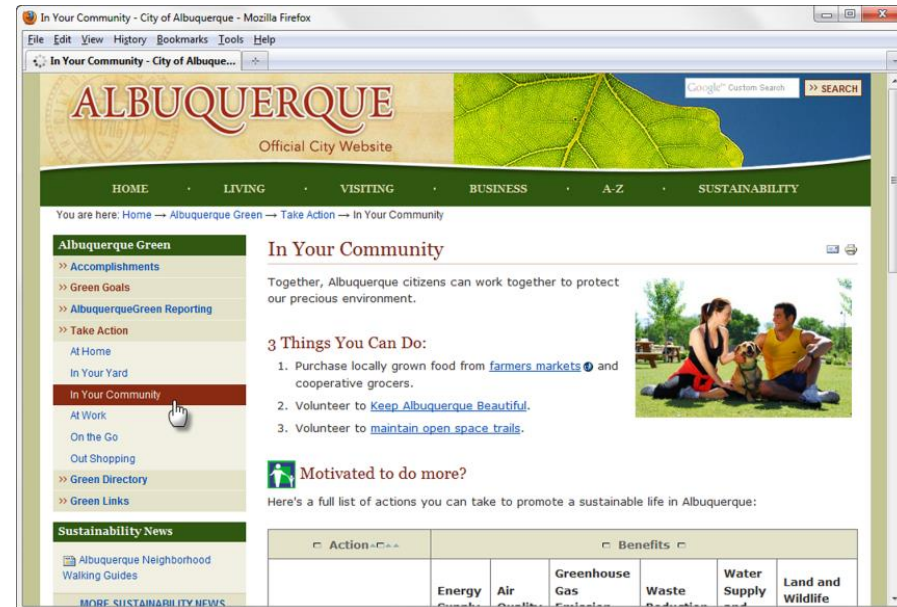 In Your Community - City of Albuquerque - Mozilla Firefox
File Edit View History Bookmarks Tools Help
In Your Community - City of Albuque...
ALBUQUERQUE
Official City Website
Google™ Custom Search
>> SEARCH
HOME · LIVING · VISITING · BUSINESS · A-Z · SUSTAINABILITY
You are here: Home → Albuquerque Green → Take Action → In Your Community
Albuquerque Green
>> Accomplishments
>> Green Goals
>> AlbuquerqueGreen Reporting
>> Take Action
At Home
In Your Yard
In Your Community
At Work
On the Go
Out Shopping
>> Green Directory
>> Green Links
Sustainability News
Albuquerque Neighborhood
Walking Guides
MORE SUSTAINABILITY NEWS
In Your Community
Together, Albuquerque citizens can work together to protect
our precious environment.
3 Things You Can Do:
1. Purchase locally grown food from farmers markets and
cooperative grocers.
2. Volunteer to Keep Albuquerque Beautiful.
3. Volunteer to maintain open space trails.
Motivated to do more?
Here's a full list of actions you can take to promote a sustainable life in Albuquerque:
Action
Benefits
Energy
Air
Greenhouse
Gas
Waste
Water
Supply
Land and
Wildlife